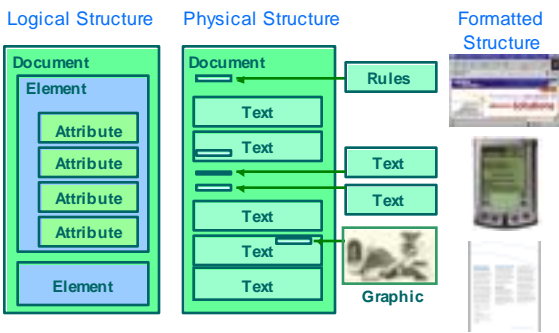 Logical Structure
Physical Structure
Formatted
Structure
Document
Element
Attribute
Attribute
Attribute
Attribute
Element
Document
Text
Text
Text
Text
Text
Rules
Text
Text
Graphic
solutions